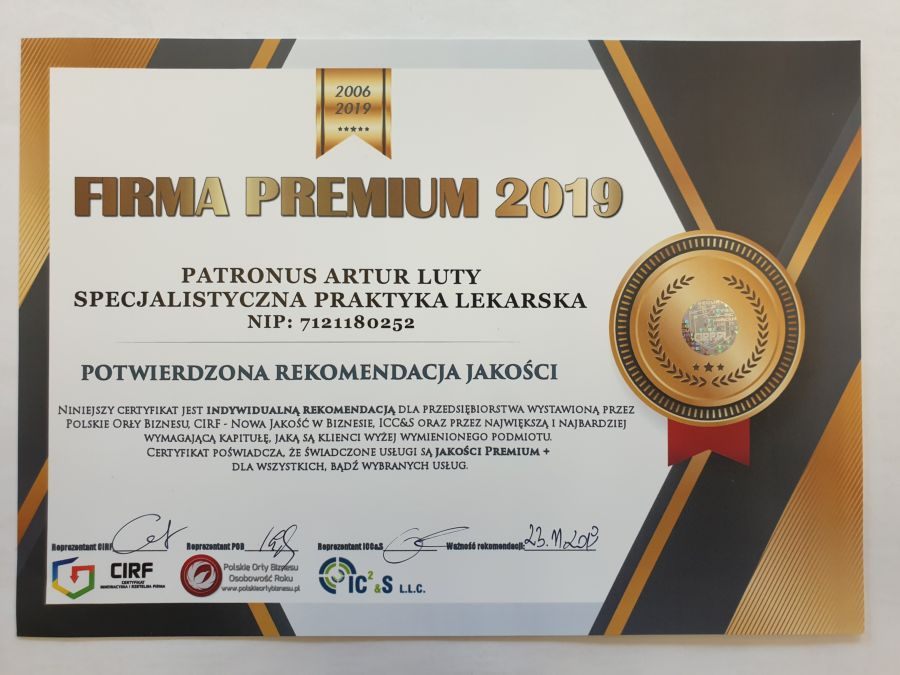 2006
2019
FIRMA PREMIUM 2019
PATRONUS ARTUR LUTY
SPECJALISTYCZNA PRAKTYKA LEKARSKA
NIP: 7121180252
POTWIERDZONA REKOMENDACJA JAKOŚCI
Niniejszy certyfikat jest indywidualną rekomendacją dla przedsiębiorstwa wystawioną przez
Polskie Orły Biznesu, CIRF - Nowa Jakość w Biznesie, ICC&S oraz przez największą i najbardziej
wymagającą kapitułę, jaką są klienci wyżej wymienionego podmiotu.
Certyfikat poświadcza, że świadczone usługi są jakości Premium +
dla wszystkich, bądź wybranych usług.
Reprezentant CIRF Reprezentant POB Reprezentant ICC&S Ważność rekomendacji:
CIRF
CERTYFIKAT
INNOWACYJNA I RZETELNA FIRMA
Polskie Orły Biznesu
Osobowość Roku
www.polskieorlybiznesu.pl
IC2&S L.L.C.